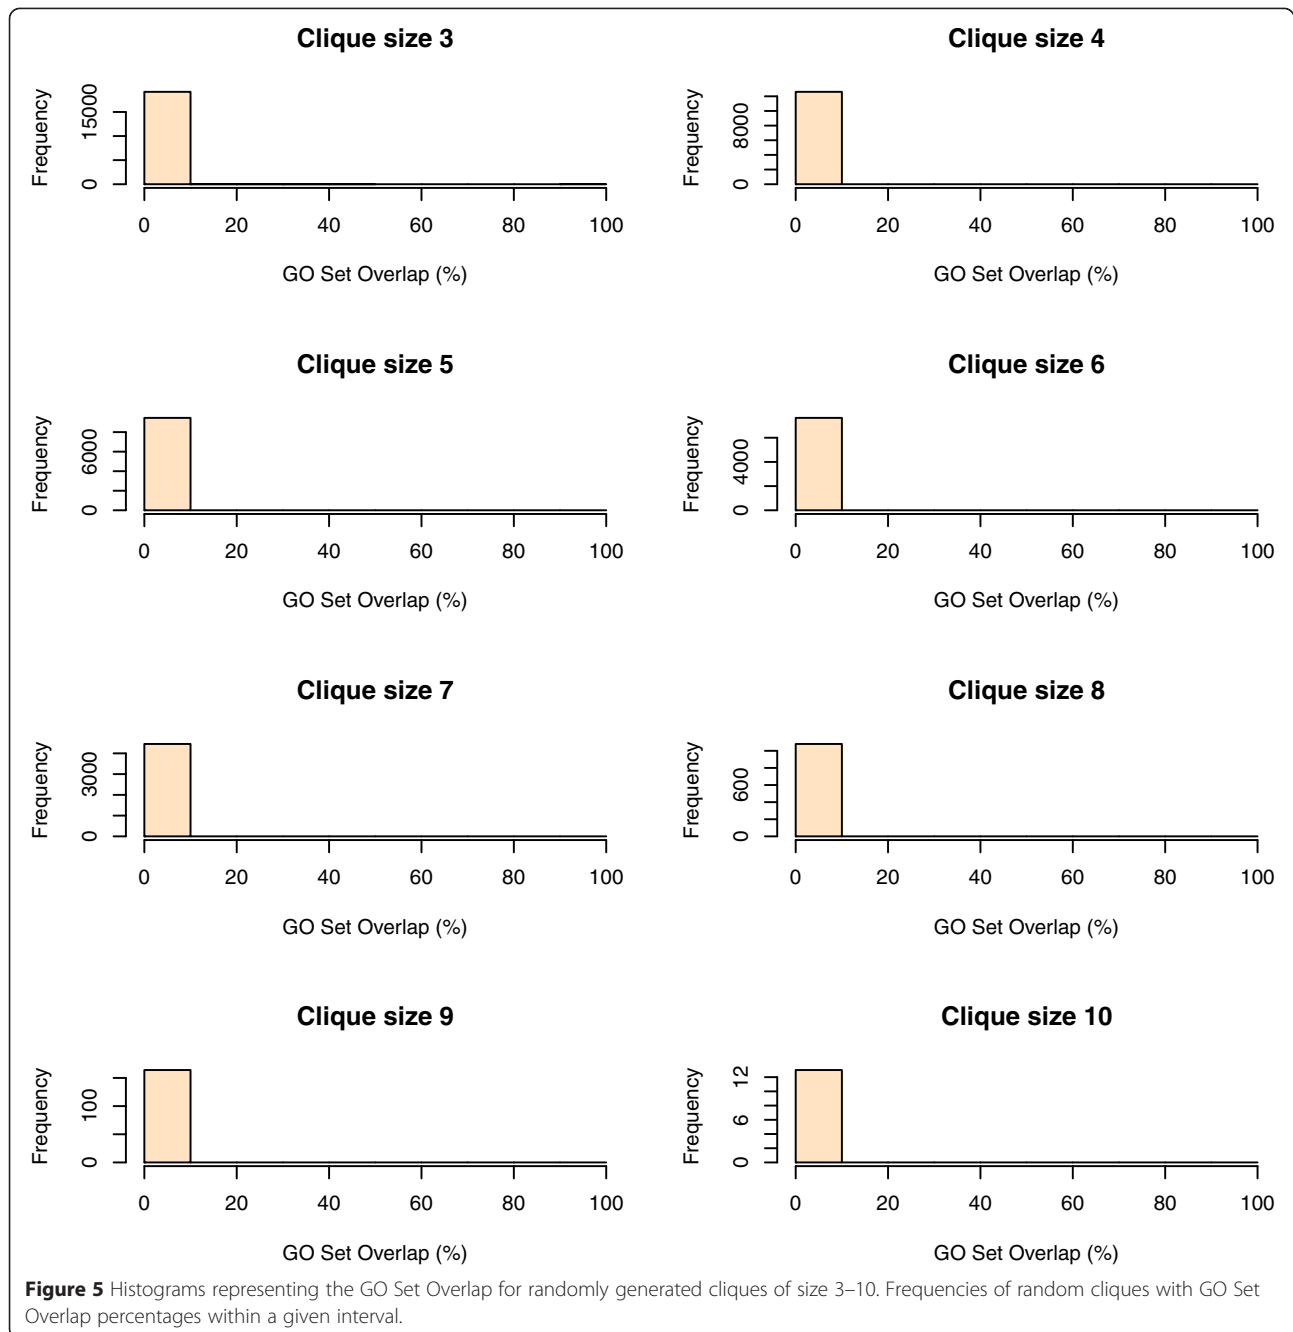 Clique size 3
Frequency
0
15000
0 20 40 60 80 100
GO Set Overlap (%)
Clique size 4
Frequency
0
8000
0 20 40 60 80 100
GO Set Overlap (%)
Clique size 5
Frequency
0
6000
0 20 40 60 80 100
GO Set Overlap (%)
Clique size 6
Frequency
0
4000
0 20 40 60 80 100
GO Set Overlap (%)
Clique size 7
Frequency
0
3000
0 20 40 60 80 100
GO Set Overlap (%)
Clique size 8
Frequency
0
600
0 20 40 60 80 100
GO Set Overlap (%)
Clique size 9
Frequency
0
100
0 20 40 60 80 100
GO Set Overlap (%)
Clique size 10
Frequency
0
6
12
0 20 40 60 80 100
GO Set Overlap (%)
Figure 5 Histograms representing the GO Set Overlap for randomly generated cliques of size 3–10. Frequencies of random cliques with GO Set
Overlap percentages within a given interval.